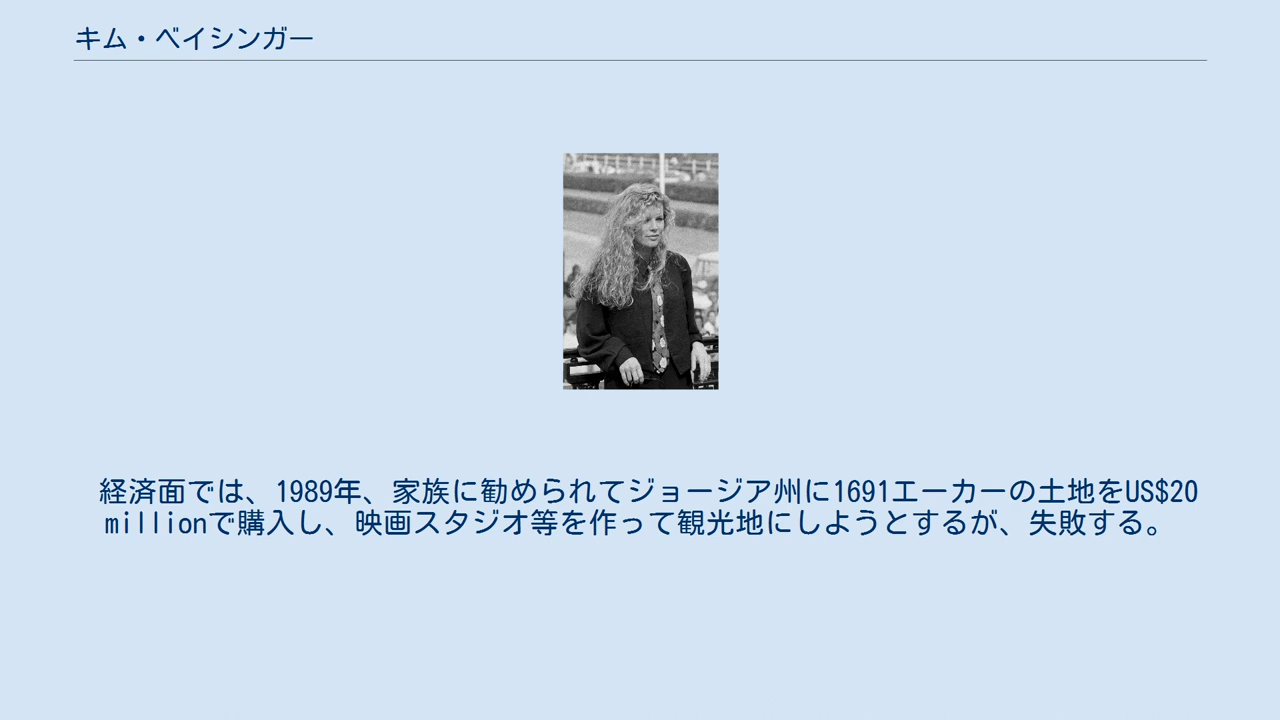 キム・ベイシンガー
経済面では、1989年、家族に勧められてジョージア州に1691エーカーの土地をUS$20
millionで購入し、映画スタジオ等を作って観光地にしようとするが、失敗する。